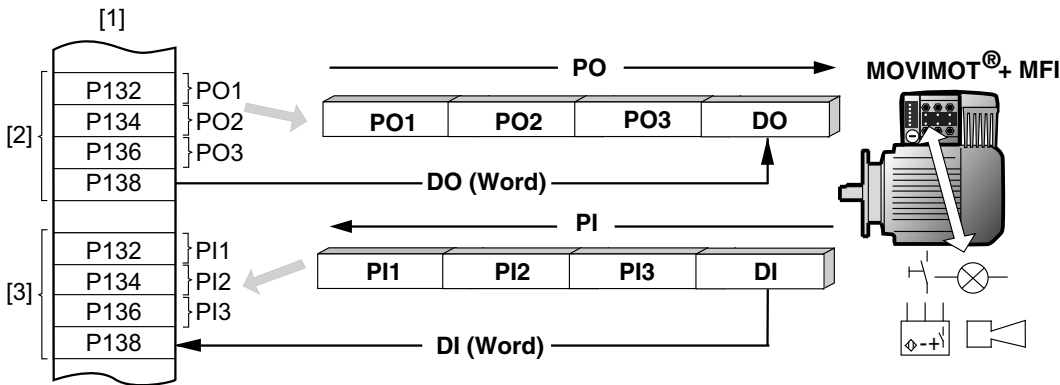 [1]
PO
MOVIMOT®+ MFI
[2]
P132 PO1
P134 PO2
P136 PO3
P138
PO1 PO2 PO3 DO
DO (Word)
PI
[3]
P132 PI1
P134 PI2
P136 PI3
P138
PI1 PI2 PI3 DI
DI (Word)